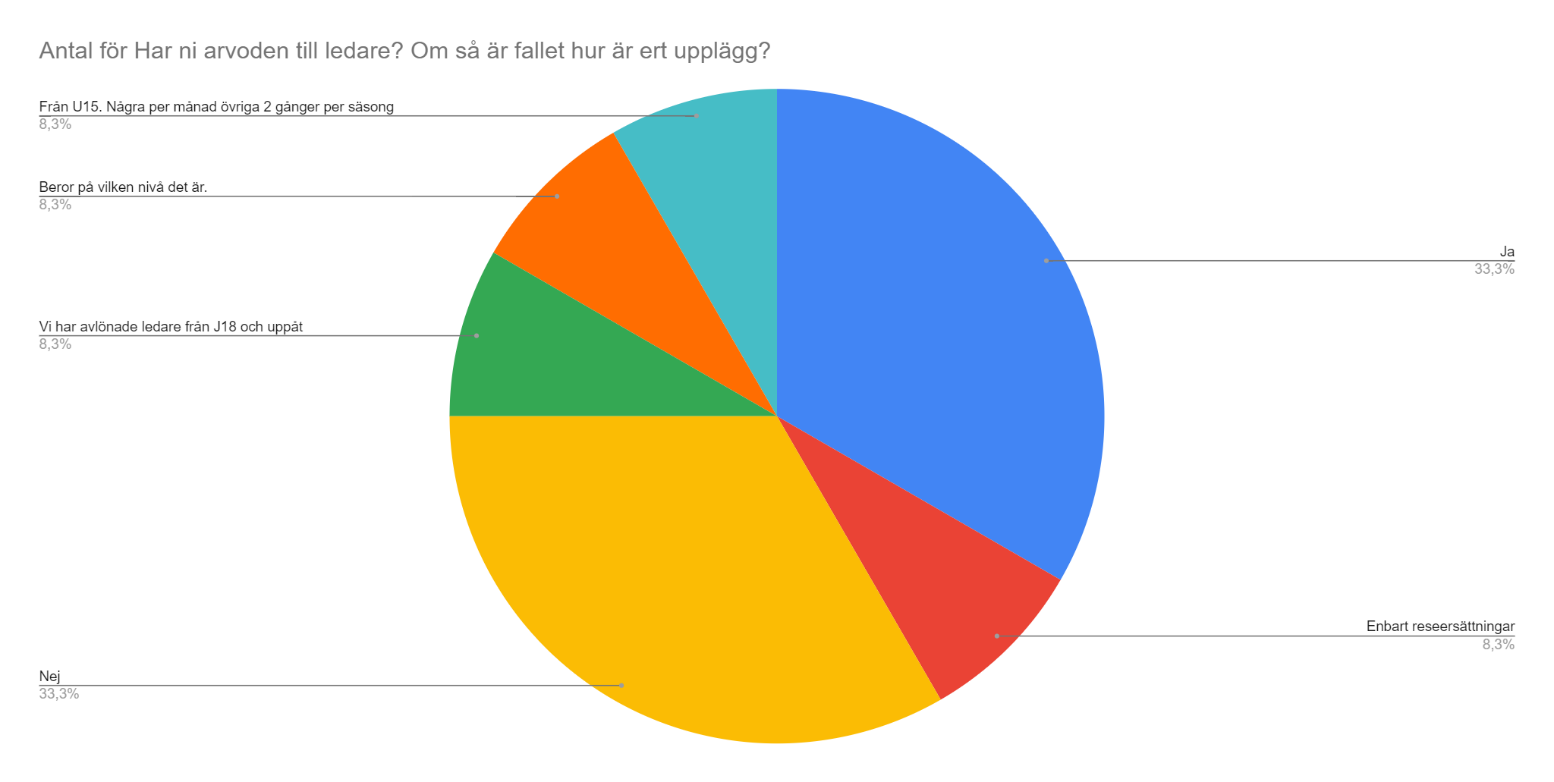 Antal för Har ni arvoden till ledare? Om så är fallet hur är ert upplägg?
Från U15. Några per månad övriga 2 gånger per säsong
8,3%
Beror på vilken nivå det är.
8,3%
Vi har avlönade ledare från J18 och uppåt
8,3%
Nej
33,3%
Ja
33,3%
Enbart reseersättningar
8,3%